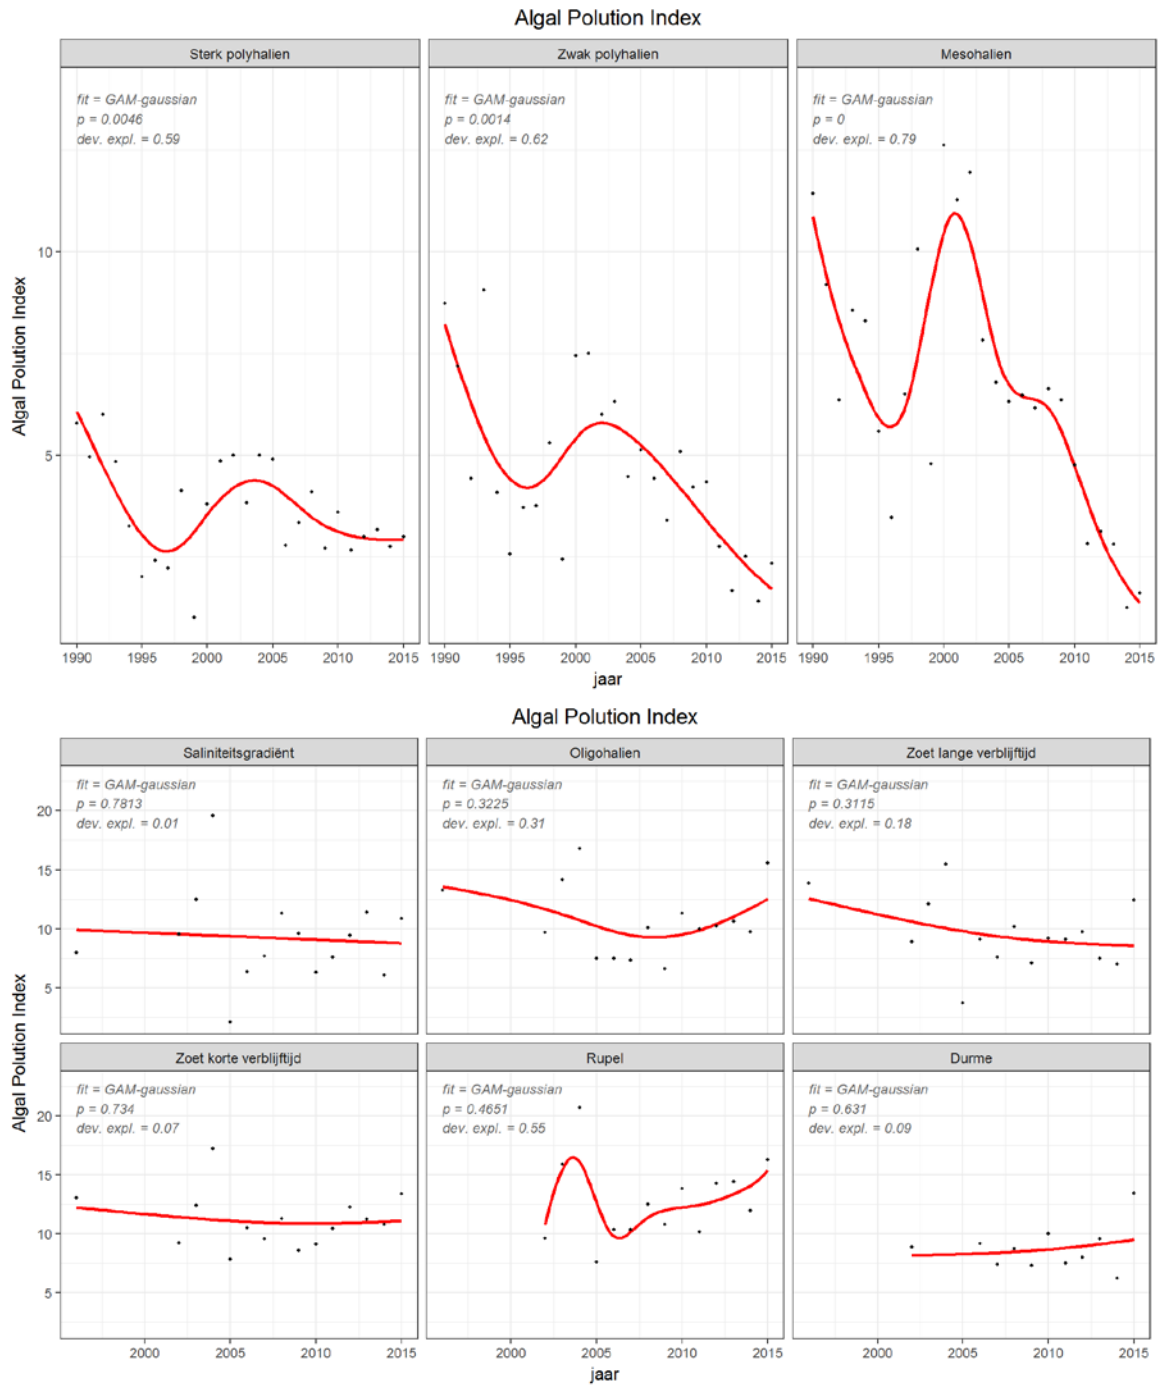 Algal Polution Index
Sterk polyhalien
Zwak polyhalien
Mesohalien
fit = GAM-gaussian
p = 0.0046
dev. expl. = 0.59
fit = GAM-gaussian
p = 0.0014
dev. expl. = 0.62
fit = GAM-gaussian
p = 0
dev. expl. = 0.79
Algal Polution Index
10
5
1990 1995 2000 2005 2010 2015
1990 1995 2000 2005 2010 2015
1990 1995 2000 2005 2010 2015
jaar
Algal Polution Index
Saliniteitsgradiënt
Oligohalien
Zoet lange verblijftijd
fit = GAM-gaussian
p = 0.7813
dev. expl. = 0.01
fit = GAM-gaussian
p = 0.3225
dev. expl. = 0.31
fit = GAM-gaussian
p = 0.3115
dev. expl. = 0.18
20
15
10
5
Algal Polution Index
Zoet korte verblijftijd
Rupel
Durme
fit = GAM-gaussian
p = 0.734
dev. expl. = 0.07
fit = GAM-gaussian
p = 0.4651
dev. expl. = 0.55
fit = GAM-gaussian
p = 0.631
dev. expl. = 0.09
20
15
10
5
2000 2005 2010 2015
2000 2005 2010 2015
2000 2005 2010 2015
jaar